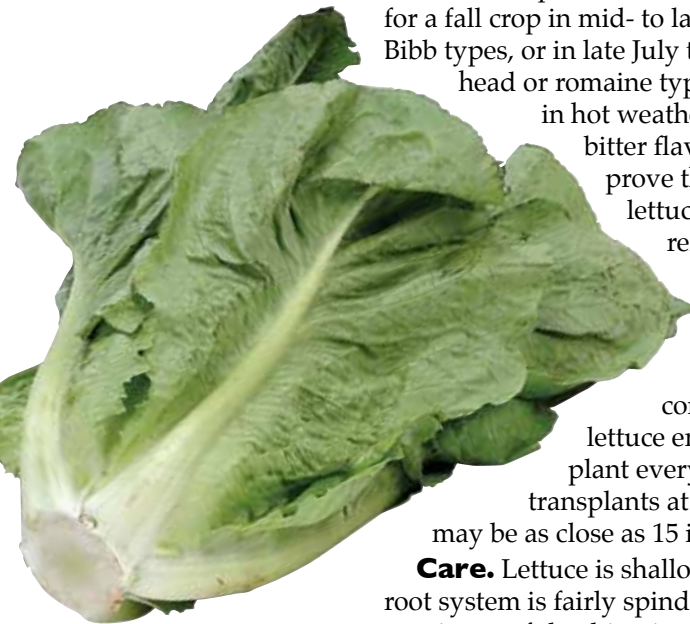 for a fall crop in mid- to la
Bibb types, or in late July t
head or romaine typ
in hot weathe
bitter flav
prove th
lettuc
re
con
lettuce en
plant every
transplants at
may be as close as 15 i
Care. Lettuce is shallo
root system is fairly spind